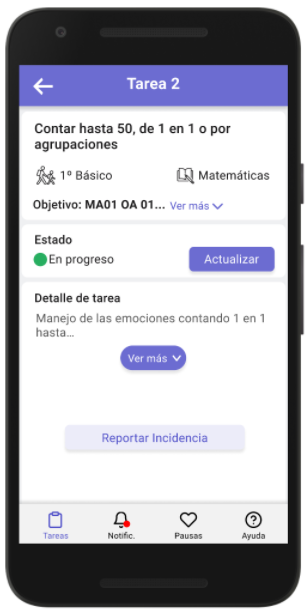 Tarea 2
Contar hasta 50, de 1 en 1 o por
agrupaciones
1º Básico
Matemáticas
Objetivo: MA01 OA 01... Ver más
Estado
En progreso
Actualizar
Detalle de tarea
Manejo de las emociones contando 1 en 1
hasta...
Ver más
Reportar Incidencia
Tareas
Notific.
Pausas
Ayuda